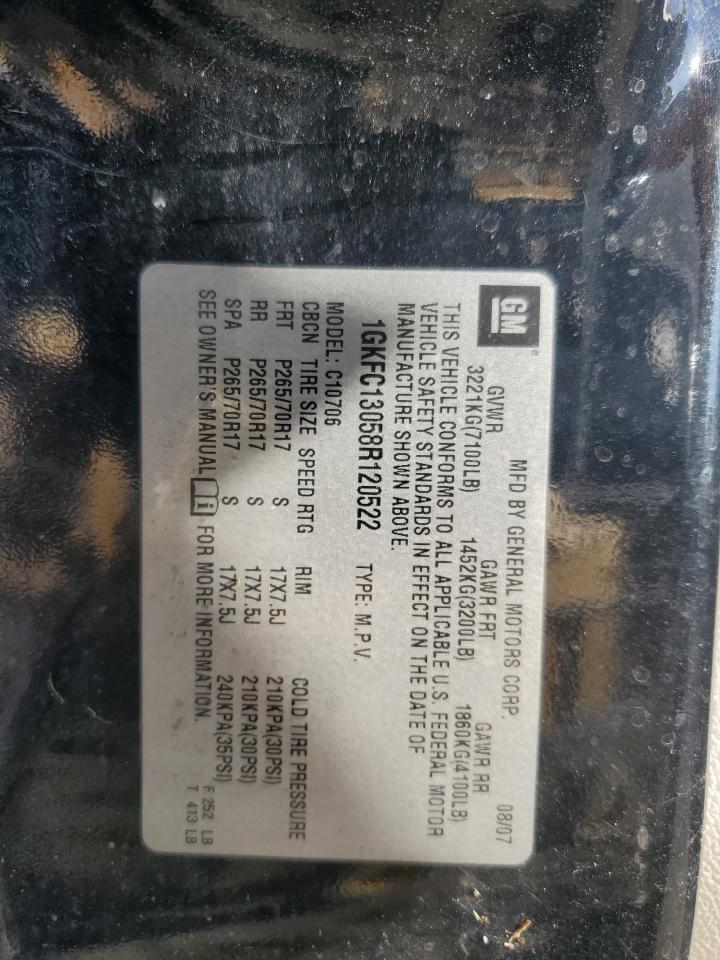 GM ®
MFD BY GENERAL MOTORS CORP. 08/07
GVWR GAWR FRT GAWR RR
3221KG(7100LB) 1452KG(3200LB) 1860KG(4100LB)
THIS VEHICLE CONFORMS TO ALL APPLICABLE U.S. FEDERAL MOTOR
VEHICLE SAFETY STANDARDS IN EFFECT ON THE DATE OF
MANUFACTURE SHOWN ABOVE.
1GKFC13058R120522 TYPE: M.P.V.
MODEL: C10706
CBCN TIRE SIZE SPEED RTG RIM COLD TIRE PRESSURE
FRT P265/70R17 S 17X7.5J 210KPA(30PSI)
RR P265/70R17 S 17X7.5J 210KPA(30PSI)
SPA P265/70R17 S 17X7.5J 240KPA(35PSI)
SEE OWNER'S MANUAL i FOR MORE INFORMATION.
F 252 LB
T 413 LB